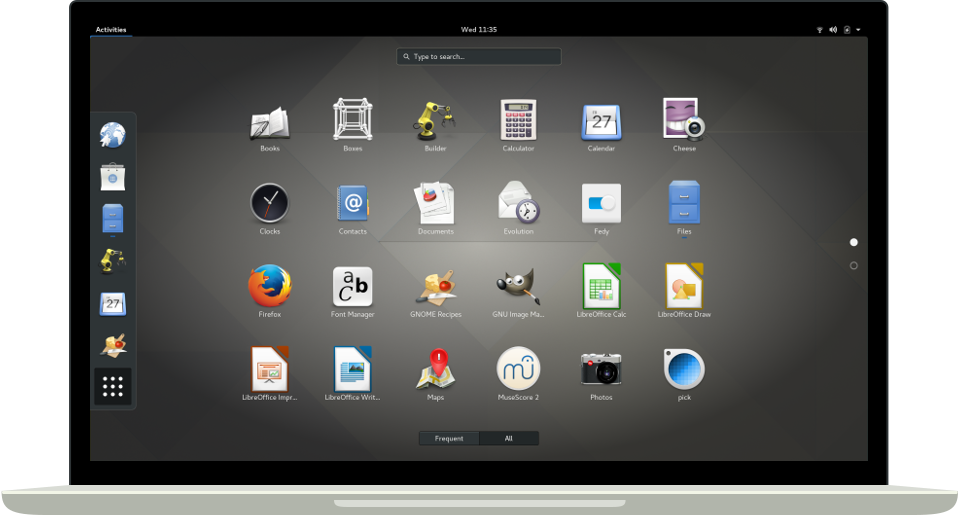 Activities
Wed 11:35
Type to search...
Books
Boxes
Builder
Calculator
Calendar
Cheese
27
Clocks
Contacts
Documents
Evolution
Fedy
Files
@
Firefox
Font Manager
GNOME Recipes
GNU Image Ma...
LibreOffice Calc
LibreOffice Draw
a
b
C
LibreOffice Impr...
LibreOffice Writ...
Maps
MuseScore 2
Photos
pick
mu
27
Frequent
All